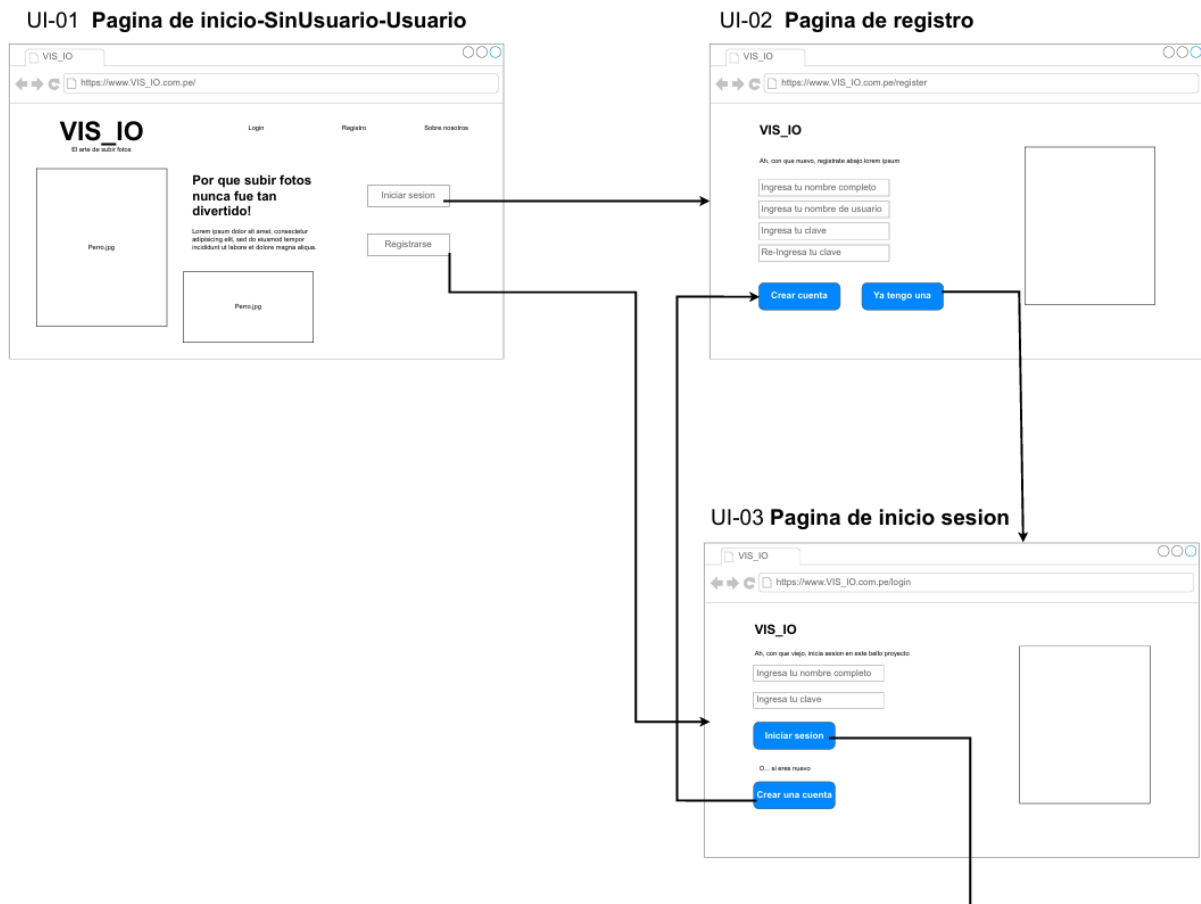 UI-01 Pagina de inicio-SinUsuario-Usuario
VIS_IO
https://www.VIS_IO.com.pe/
VIS_IO
El arte de subir fotos
Login
Registro
Sobre nosotros
Perro.jpg
Por que subir fotos
nunca fue tan
divertido!
Lorem ipsum dolor sit amet, consectetur
adipisicing elit, sed do eiusmod tempor
incididunt ut labore et dolore magna aliqua.
Perro.jpg
Iniciar sesion
Registrarse
UI-02 Pagina de registro
VIS_IO
https://www.VIS_IO.com.pe/register
VIS_IO
Ah, con que nuevo, registrate abajo lorem ipsum
Ingresa tu nombre completo
Ingresa tu nombre de usuario
Ingresa tu clave
Re-Ingresa tu clave
Crear cuenta
Ya tengo una
UI-03 Pagina de inicio sesion
VIS_IO
https://www.VIS_IO.com.pe/login
VIS_IO
Ah, con que viejo, inicia sesion en este bello proyecto
Ingresa tu nombre completo
Ingresa tu clave
Iniciar sesion
O... si eres nuevo
Crear una cuenta